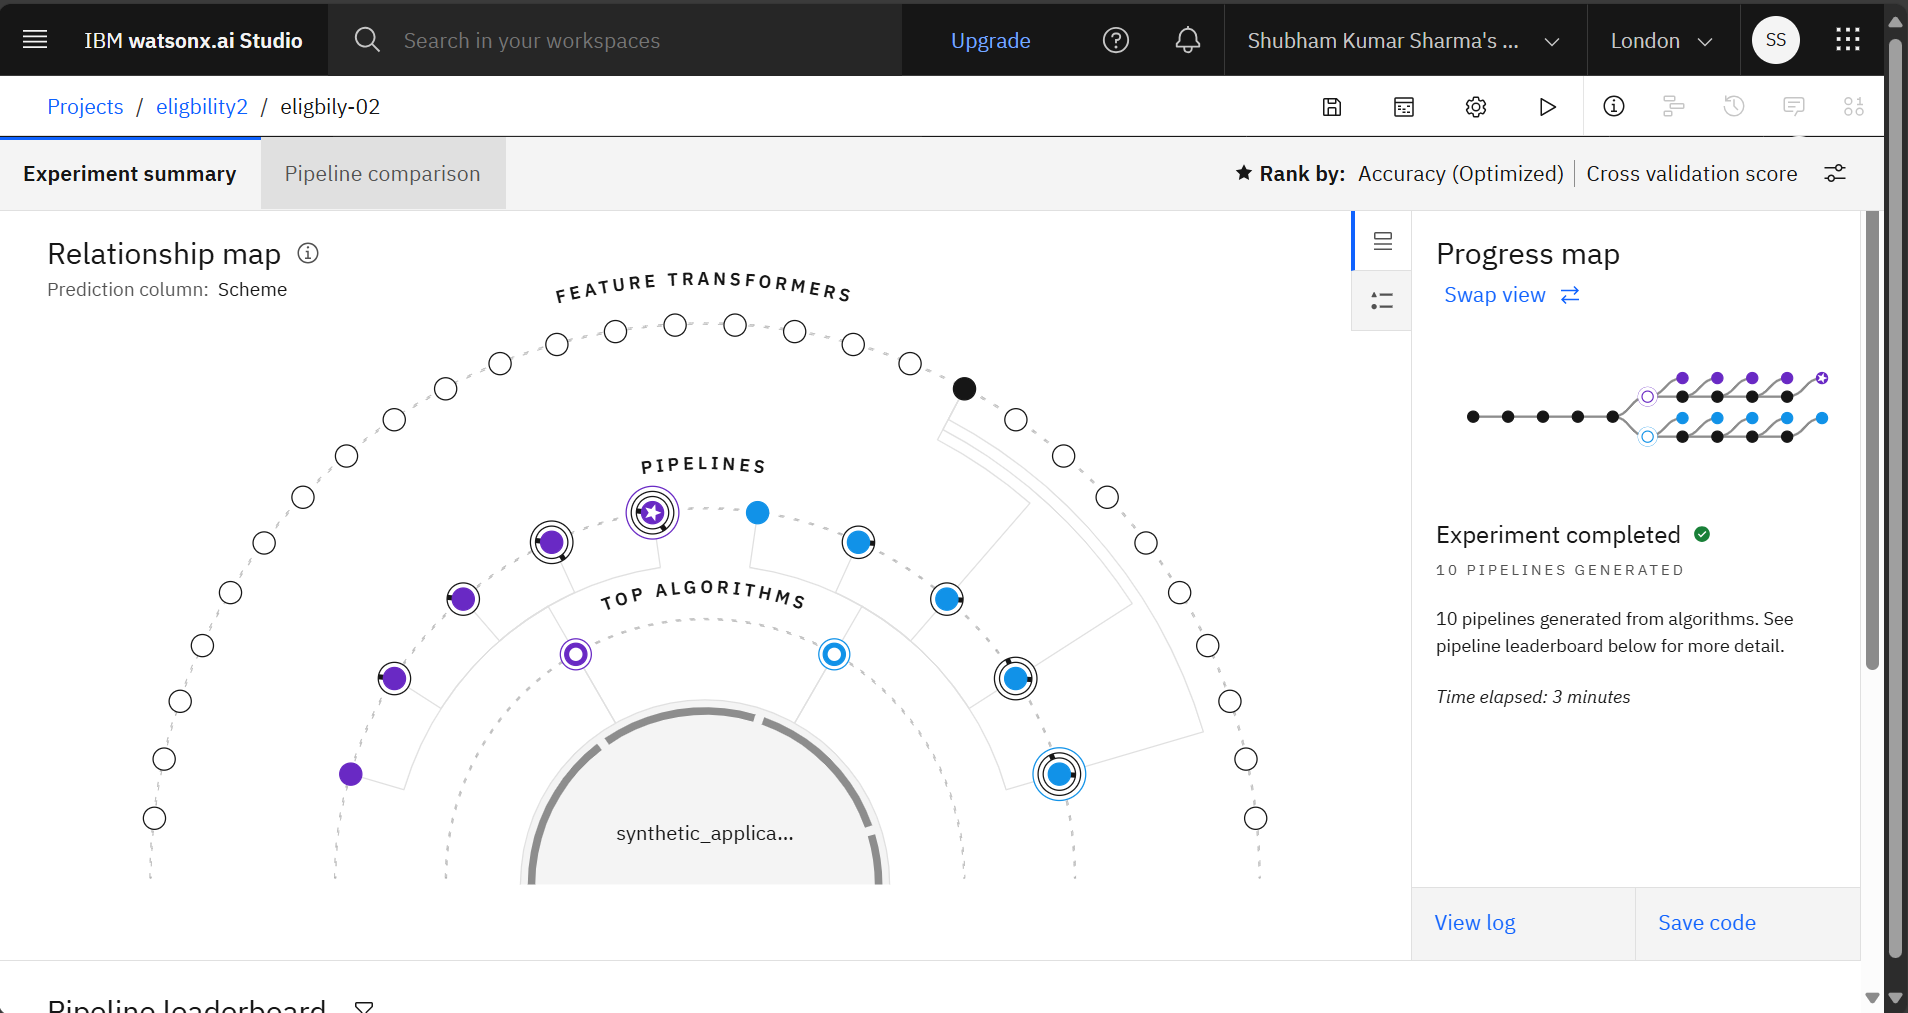 IBM watsonx.ai Studio
Search in your workspaces
Upgrade
Shubham Kumar Sharma's ...
London
SS
Projects / eligbility2 / eligbily-02
Experiment summary
Pipeline comparison
Rank by: Accuracy (Optimized) | Cross validation score
Relationship map
Prediction column: Scheme
FEATURE TRANSFORMERS
PIPELINES
TOP ALGORITHMS
synthetic_applica...
Progress map
Swap view
Experiment completed
10 PIPELINES GENERATED
10 pipelines generated from algorithms. See
pipeline leaderboard below for more detail.
Time elapsed: 3 minutes
View log
Save code
Pipeline leaderboard